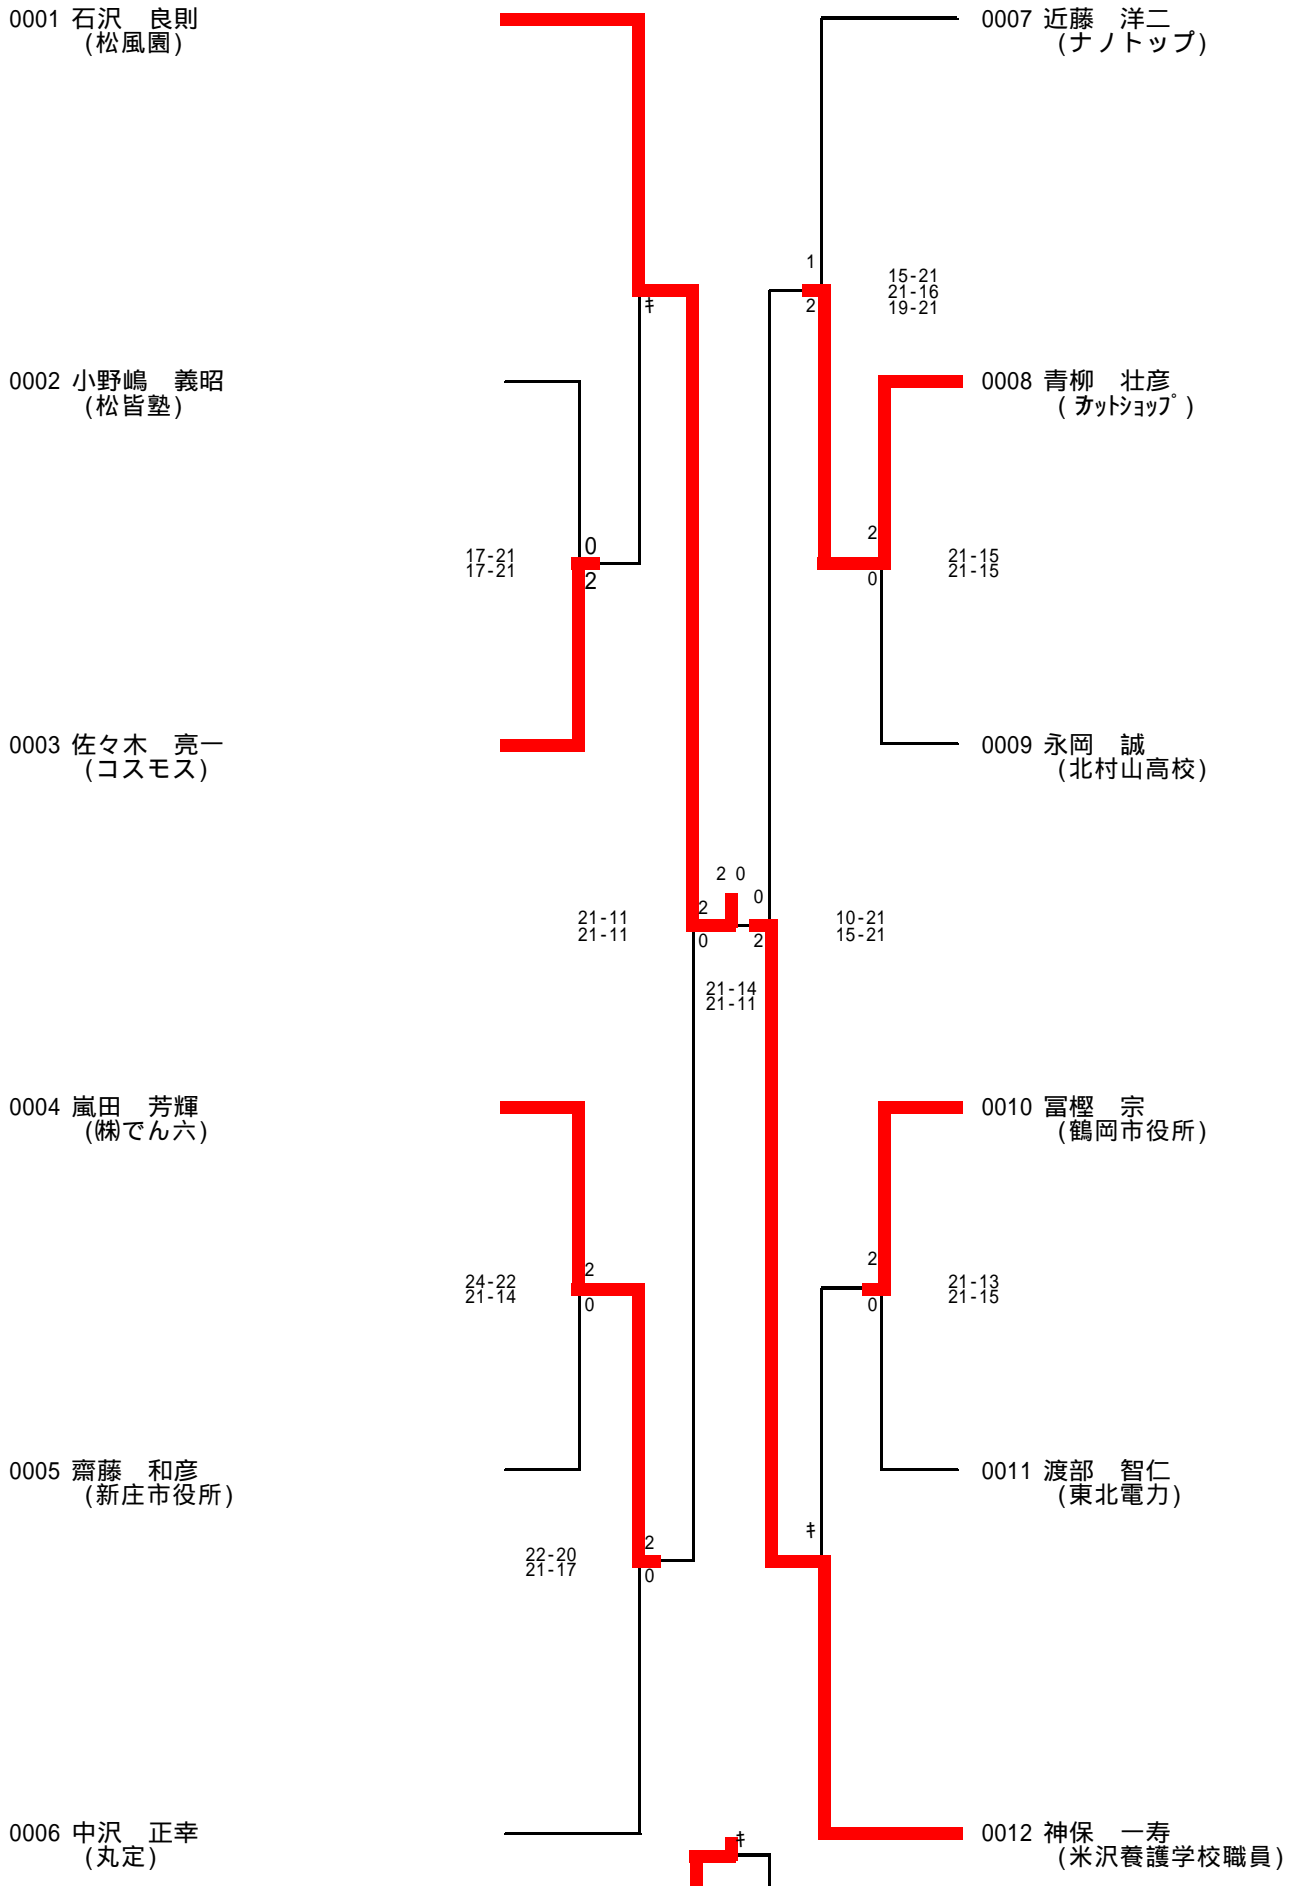 0001 石沢　良則
(松風園)
0002 小野嶋　義昭
(松皆塾)
0003 佐々木　亮一
(コスモス)
0004 嵐田　芳輝
(㈱でん六)
0005 齋藤　和彦
(新庄市役所)
0006 中沢　正幸
(丸定)
ｷ
17-21
17-21
0
2
21-11
21-11
2
0
24-22
21-14
2
0
22-20
21-17
2
0
2 0
21-14
21-11
0
2
10-21
15-21
1
2
15-21
21-16
19-21
2
0
21-15
21-15
2
0
21-13
21-15
ｷ
ｷ
0007 近藤　洋二
(ナノトップ)
0008 青柳　壮彦
0009 永岡　誠
(北村山高校)
0010 冨樫　宗
(鶴岡市役所)
0011 渡部　智仁
(東北電力)
0012 神保　一寿
(米沢養護学校職員)